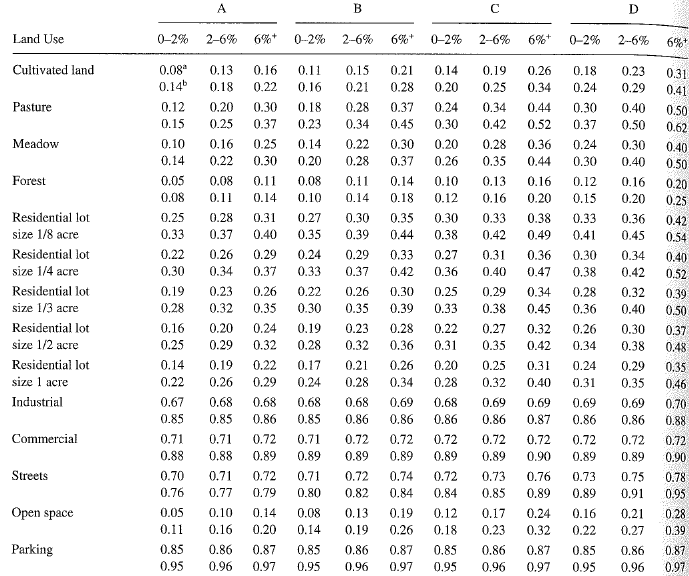 A B C D
Land Use 0–2% 2–6% 6%⁺ 0–2% 2–6% 6%⁺ 0–2% 2–6% 6%⁺ 0–2% 2–6% 6%⁺
Cultivated land 0.08ᵃ 0.13 0.16 0.11 0.15 0.21 0.14 0.19 0.26 0.18 0.23 0.31
0.14ᵇ 0.18 0.22 0.16 0.21 0.28 0.20 0.25 0.34 0.24 0.29 0.41
Pasture 0.12 0.20 0.30 0.18 0.28 0.37 0.24 0.34 0.44 0.30 0.40 0.50
0.15 0.25 0.37 0.23 0.34 0.45 0.30 0.42 0.52 0.37 0.50 0.62
Meadow 0.10 0.16 0.25 0.14 0.22 0.30 0.20 0.28 0.36 0.24 0.30 0.40
0.14 0.22 0.30 0.20 0.28 0.37 0.26 0.35 0.44 0.30 0.40 0.50
Forest 0.05 0.08 0.11 0.08 0.11 0.14 0.10 0.13 0.16 0.12 0.16 0.20
0.08 0.11 0.14 0.10 0.14 0.18 0.12 0.16 0.20 0.15 0.20 0.25
Residential lot 0.25 0.28 0.31 0.27 0.30 0.35 0.30 0.33 0.38 0.33 0.36 0.42
size 1/8 acre 0.33 0.37 0.40 0.35 0.39 0.44 0.38 0.42 0.49 0.41 0.45 0.54
Residential lot 0.22 0.26 0.29 0.24 0.29 0.33 0.27 0.31 0.36 0.30 0.34 0.40
size 1/4 acre 0.30 0.34 0.37 0.33 0.37 0.42 0.36 0.40 0.47 0.38 0.42 0.52
Residential lot 0.19 0.23 0.26 0.22 0.26 0.30 0.25 0.29 0.34 0.28 0.32 0.39
size 1/3 acre 0.28 0.32 0.35 0.30 0.35 0.39 0.33 0.38 0.45 0.36 0.40 0.50
Residential lot 0.16 0.20 0.24 0.19 0.23 0.28 0.22 0.27 0.32 0.26 0.30 0.37
size 1/2 acre 0.25 0.29 0.32 0.28 0.32 0.36 0.31 0.35 0.42 0.34 0.38 0.48
Residential lot 0.14 0.19 0.22 0.17 0.21 0.26 0.20 0.25 0.31 0.24 0.29 0.35
size 1 acre 0.22 0.26 0.29 0.24 0.28 0.34 0.28 0.32 0.40 0.31 0.35 0.46
Industrial 0.67 0.68 0.68 0.68 0.68 0.69 0.68 0.69 0.69 0.69 0.69 0.70
0.85 0.85 0.86 0.85 0.86 0.86 0.86 0.86 0.87 0.86 0.86 0.88
Commercial 0.71 0.71 0.72 0.71 0.72 0.72 0.72 0.72 0.72 0.72 0.72 0.72
0.88 0.88 0.89 0.89 0.89 0.89 0.89 0.89 0.90 0.89 0.89 0.90
Streets 0.70 0.71 0.72 0.71 0.72 0.74 0.72 0.73 0.76 0.73 0.75 0.78
0.76 0.77 0.79 0.80 0.82 0.84 0.84 0.85 0.89 0.89 0.91 0.95
Open space 0.05 0.10 0.14 0.08 0.13 0.19 0.12 0.17 0.24 0.16 0.21 0.28
0.11 0.16 0.20 0.14 0.19 0.26 0.18 0.23 0.32 0.22 0.27 0.39
Parking 0.85 0.86 0.87 0.85 0.86 0.87 0.85 0.86 0.87 0.85 0.86 0.87
0.95 0.96 0.97 0.95 0.96 0.97 0.95 0.96 0.97 0.95 0.96 0.97